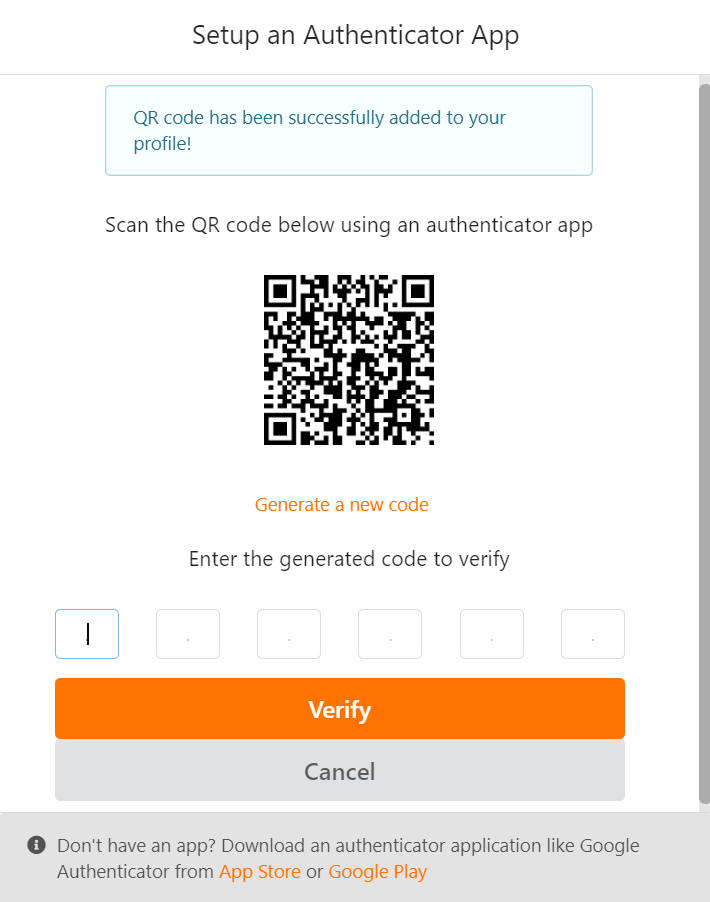 Setup an Authenticator App
QR code has been successfully added to your
profile!
Scan the QR code below using an authenticator app
Generate a new code
Enter the generated code to verify
Verify
Cancel
Don't have an app? Download an authenticator application like Google
Authenticator from App Store or Google Play